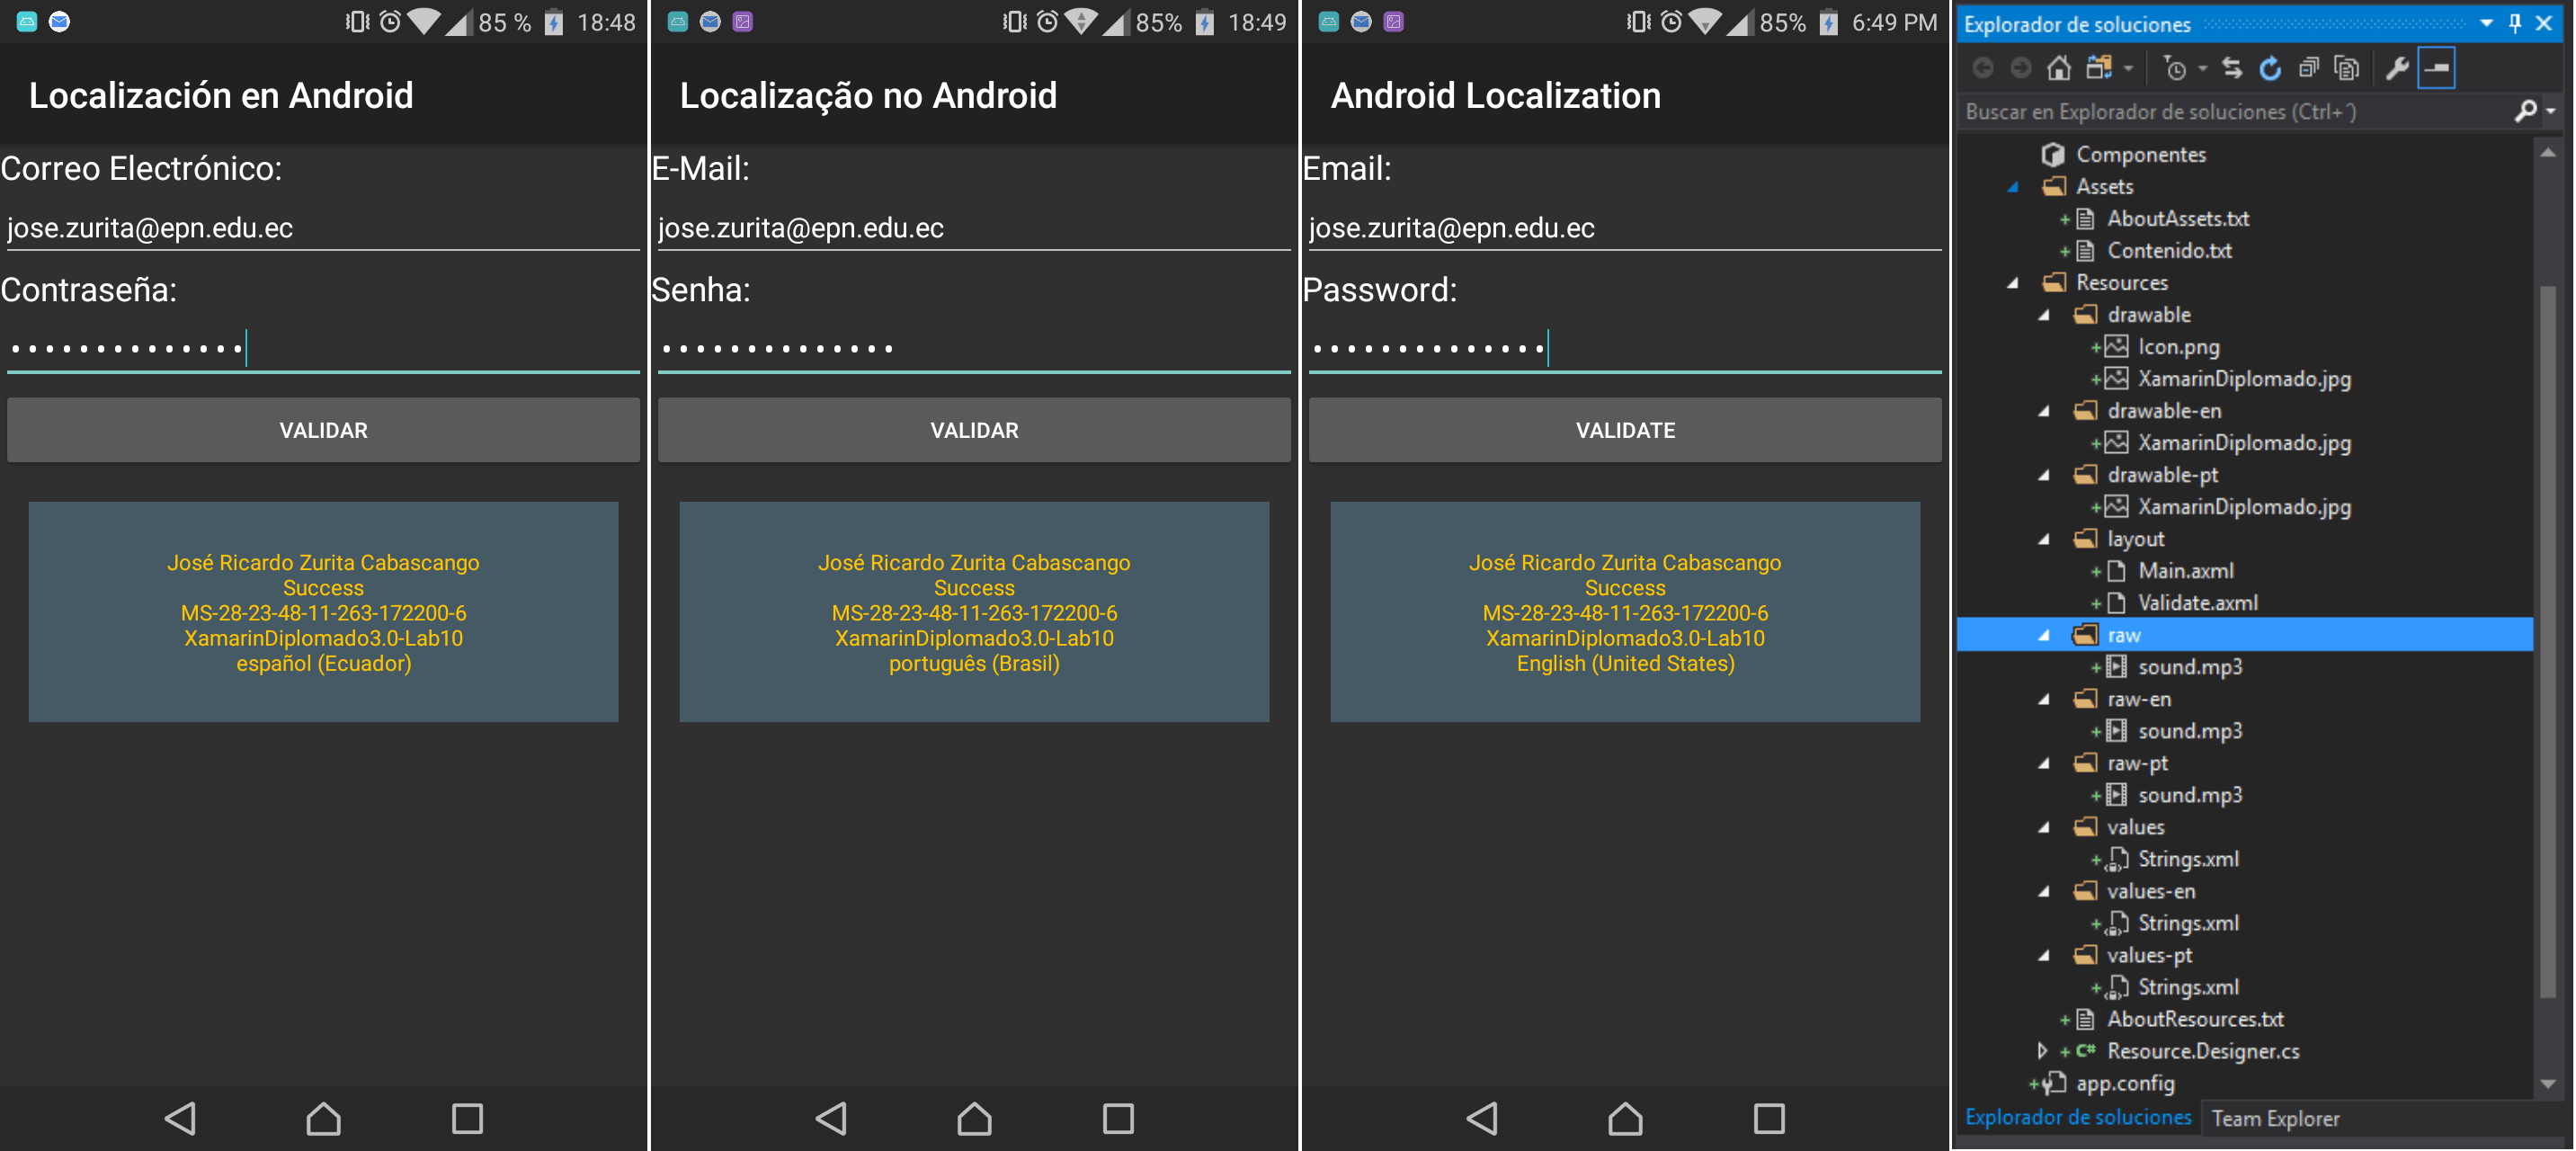 85 % 18:48
Localización en Android
Correo Electrónico:
jose.zurita@epn.edu.ec
Contraseña:
VALIDAR
José Ricardo Zurita Cabascango
Success
MS-28-23-48-11-263-172200-6
XamarinDiplomado3.0-Lab10
español (Ecuador)
85% 18:49
Localização no Android
E-Mail:
jose.zurita@epn.edu.ec
Senha:
VALIDAR
José Ricardo Zurita Cabascango
Success
MS-28-23-48-11-263-172200-6
XamarinDiplomado3.0-Lab10
português (Brasil)
85% 6:49 PM
Android Localization
Email:
jose.zurita@epn.edu.ec
Password:
VALIDATE
José Ricardo Zurita Cabascango
Success
MS-28-23-48-11-263-172200-6
XamarinDiplomado3.0-Lab10
English (United States)
Explorador de soluciones
Buscar en Explorador de soluciones (Ctrl+´)
Componentes
Assets
AboutAssets.txt
Contenido.txt
Resources
drawable
Icon.png
XamarinDiplomado.jpg
drawable-en
XamarinDiplomado.jpg
drawable-pt
XamarinDiplomado.jpg
layout
Main.axml
Validate.axml
raw
sound.mp3
raw-en
sound.mp3
raw-pt
sound.mp3
values
Strings.xml
values-en
Strings.xml
values-pt
Strings.xml
AboutResources.txt
C# Resource.Designer.cs
app.config
Explorador de soluciones Team Explorer